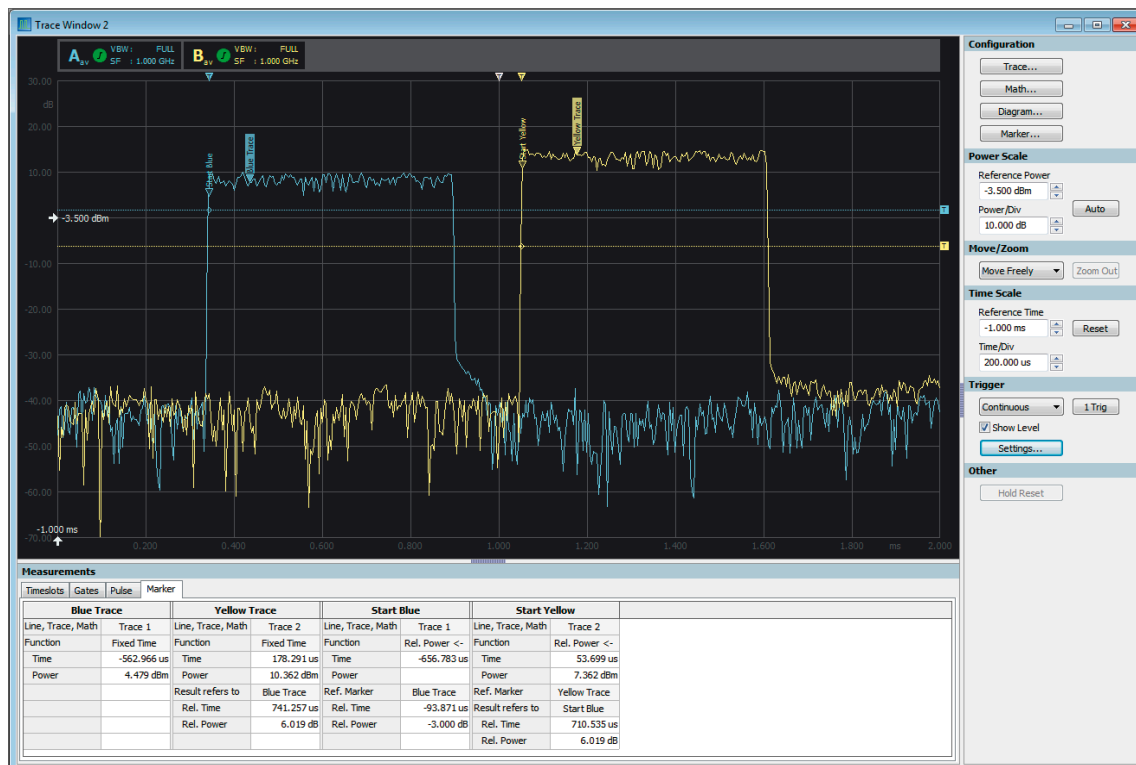 Trace Window 2
A av VBW : FULL
SF : 1.000 GHz
B av VBW : FULL
SF : 1.000 GHz
30.00
dB
20.00
10.00
-3.500 dBm
-10.00
-20.00
-30.00
-40.00
-50.00
-60.00
-70.00
-1.000 ms
0.200
0.400
0.600
0.800
1.000
1.200
1.400
1.600
1.800
ms
2.000
Start Blue
Blue Trace
Start Yellow
Yellow Trace
T
T
Configuration
Trace...
Math...
Diagram...
Marker...
Power Scale
Reference Power
-3.500 dBm
Auto
Power/Div
10.000 dB
Move/Zoom
Move Freely
Zoom Out
Time Scale
Reference Time
-1.000 ms
Reset
Time/Div
200.000 us
Trigger
Continuous
1 Trig
Show Level
Settings...
Other
Hold Reset
Measurements
Timeslots Gates Pulse Marker
Blue Trace Yellow Trace Start Blue Start Yellow
Line, Trace, Math Trace 1 Line, Trace, Math Trace 2 Line, Trace, Math Trace 1 Line, Trace, Math Trace 2
Function Fixed Time Function Fixed Time Function Rel. Power <- Function Rel. Power <-
Time -562.966 us Time 178.291 us Time -656.783 us Time 53.699 us
Power 4.479 dBm Power 10.362 dBm Power Power 7.362 dBm
Result refers to Blue Trace Ref. Marker Blue Trace Ref. Marker Yellow Trace
Rel. Time 741.257 us Rel. Time -93.871 us Result refers to Start Blue
Rel. Power 6.019 dB Rel. Power -3.000 dB Rel. Time 710.535 us
Rel. Power 6.019 dB